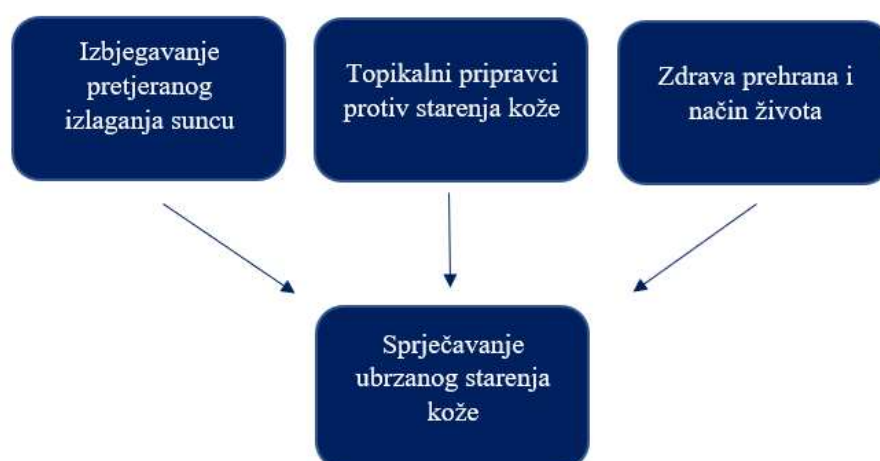 Izbjegavanje
pretjeranog
izlaganja suncu
Topikalni pripravci
protiv starenja kože
Zdrava prehrana i
način života
Sprječavanje
ubrzanog starenja
kože